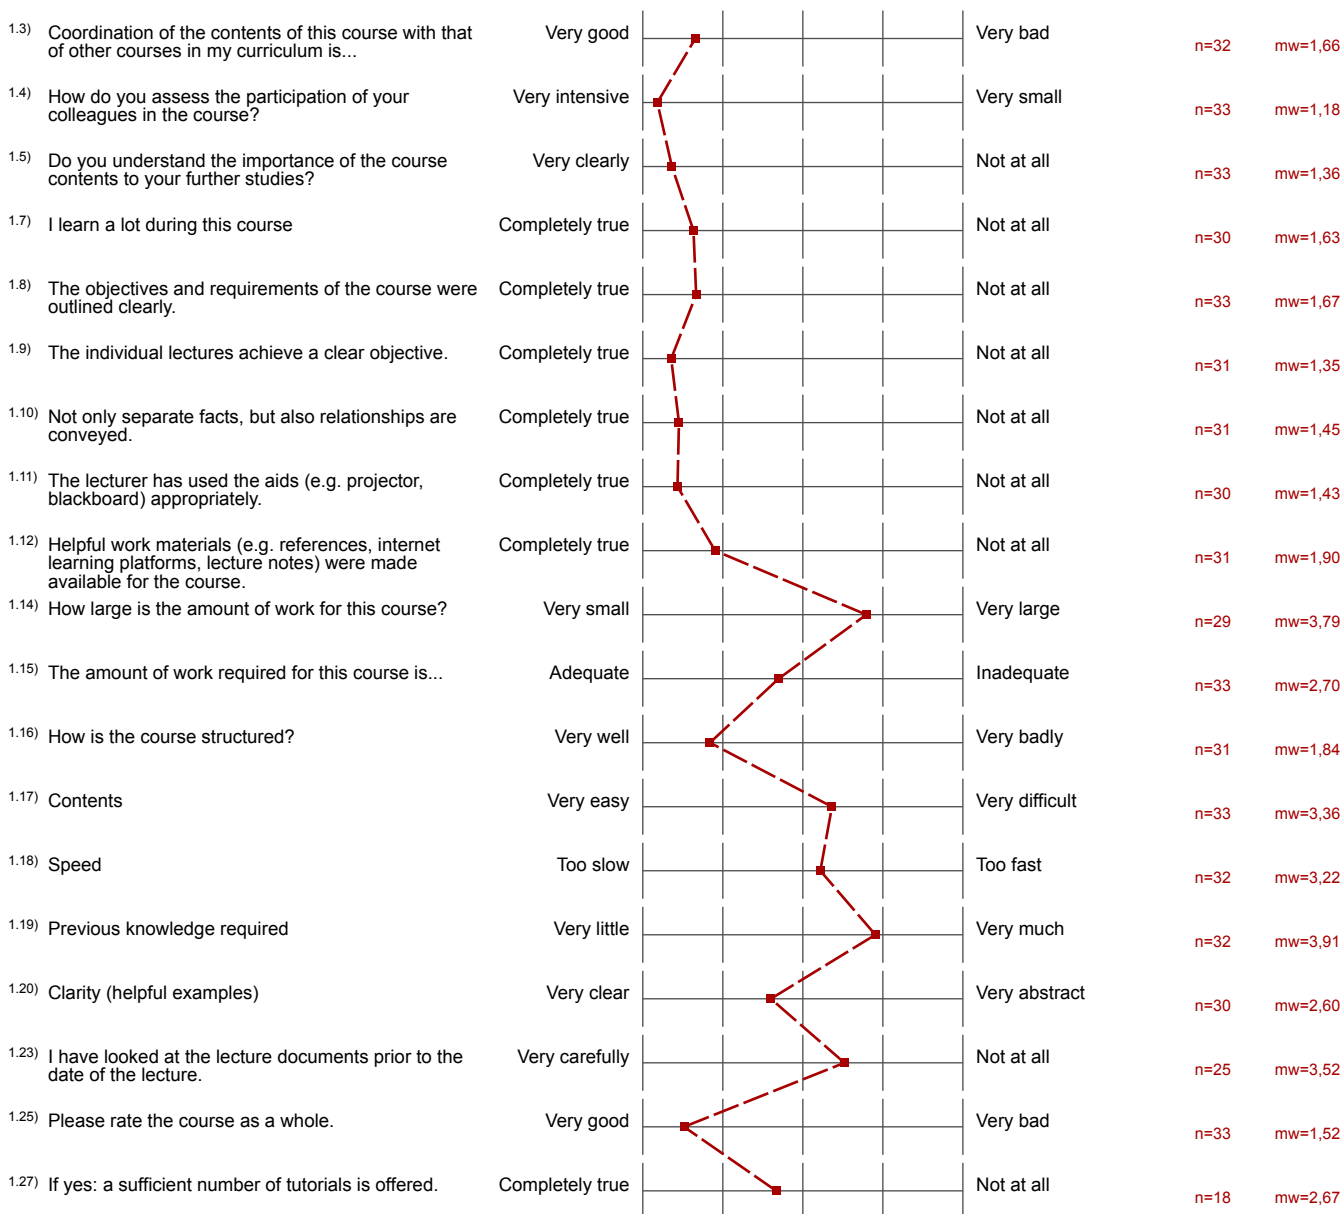 1.3) Coordination of the contents of this course with that of other courses in my curriculum is... Very good Very bad n=32 mw=1,66
1.4) How do you assess the participation of your colleagues in the course? Very intensive Very small n=33 mw=1,18
1.5) Do you understand the importance of the course contents to your further studies? Very clearly Not at all n=33 mw=1,36
1.7) I learn a lot during this course Completely true Not at all n=30 mw=1,63
1.8) The objectives and requirements of the course were outlined clearly. Completely true Not at all n=33 mw=1,67
1.9) The individual lectures achieve a clear objective. Completely true Not at all n=31 mw=1,35
1.10) Not only separate facts, but also relationships are conveyed. Completely true Not at all n=31 mw=1,45
1.11) The lecturer has used the aids (e.g. projector, blackboard) appropriately. Completely true Not at all n=30 mw=1,43
1.12) Helpful work materials (e.g. references, internet learning platforms, lecture notes) were made available for the course. Completely true Not at all n=31 mw=1,90
1.14) How large is the amount of work for this course? Very small Very large n=29 mw=3,79
1.15) The amount of work required for this course is... Adequate Inadequate n=33 mw=2,70
1.16) How is the course structured? Very well Very badly n=31 mw=1,84
1.17) Contents Very easy Very difficult n=33 mw=3,36
1.18) Speed Too slow Too fast n=32 mw=3,22
1.19) Previous knowledge required Very little Very much n=32 mw=3,91
1.20) Clarity (helpful examples) Very clear Very abstract n=30 mw=2,60
1.23) I have looked at the lecture documents prior to the date of the lecture. Very carefully Not at all n=25 mw=3,52
1.25) Please rate the course as a whole. Very good Very bad n=33 mw=1,52
1.27) If yes: a sufficient number of tutorials is offered. Completely true Not at all n=18 mw=2,67